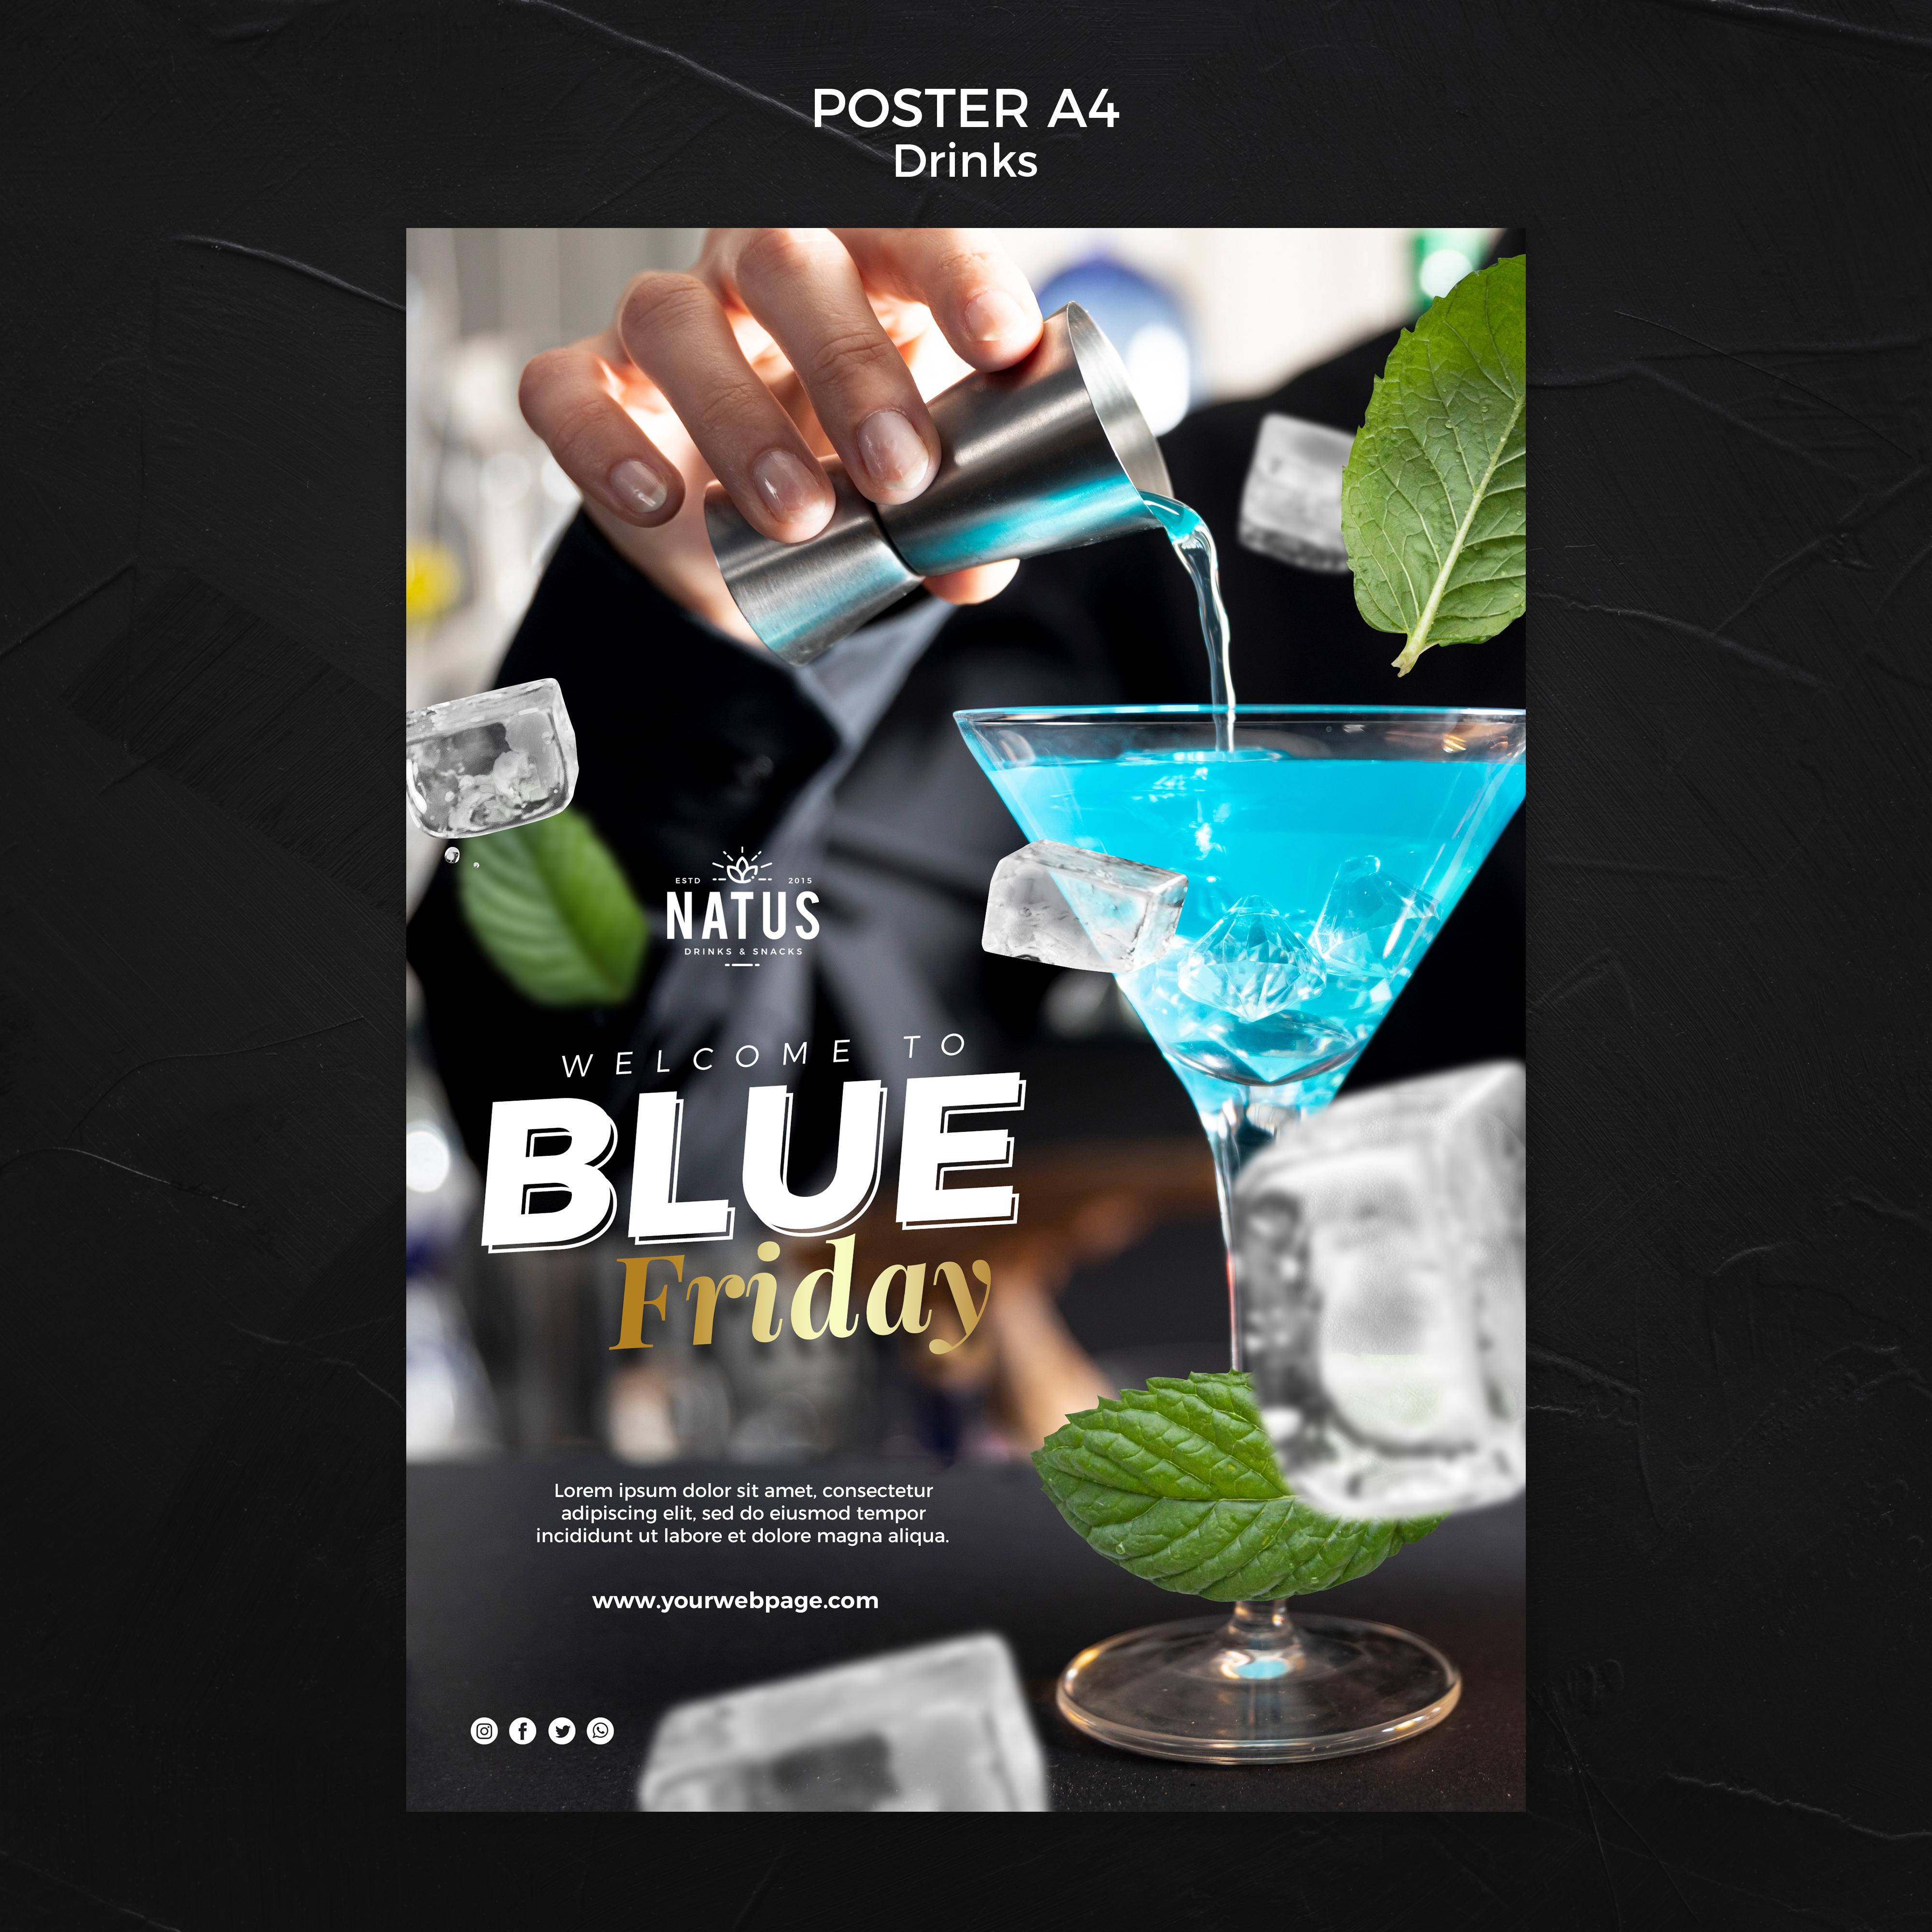 POSTER A4
Drinks
ESTD 2015
NATUS
DRINKS & SNACKS
WELCOME TO
BLUE
Friday
Lorem ipsum dolor sit amet, consectetur
adipiscing elit, sed do eiusmod tempor
incididunt ut labore et dolore magna aliqua.
www.yourwebpage.com